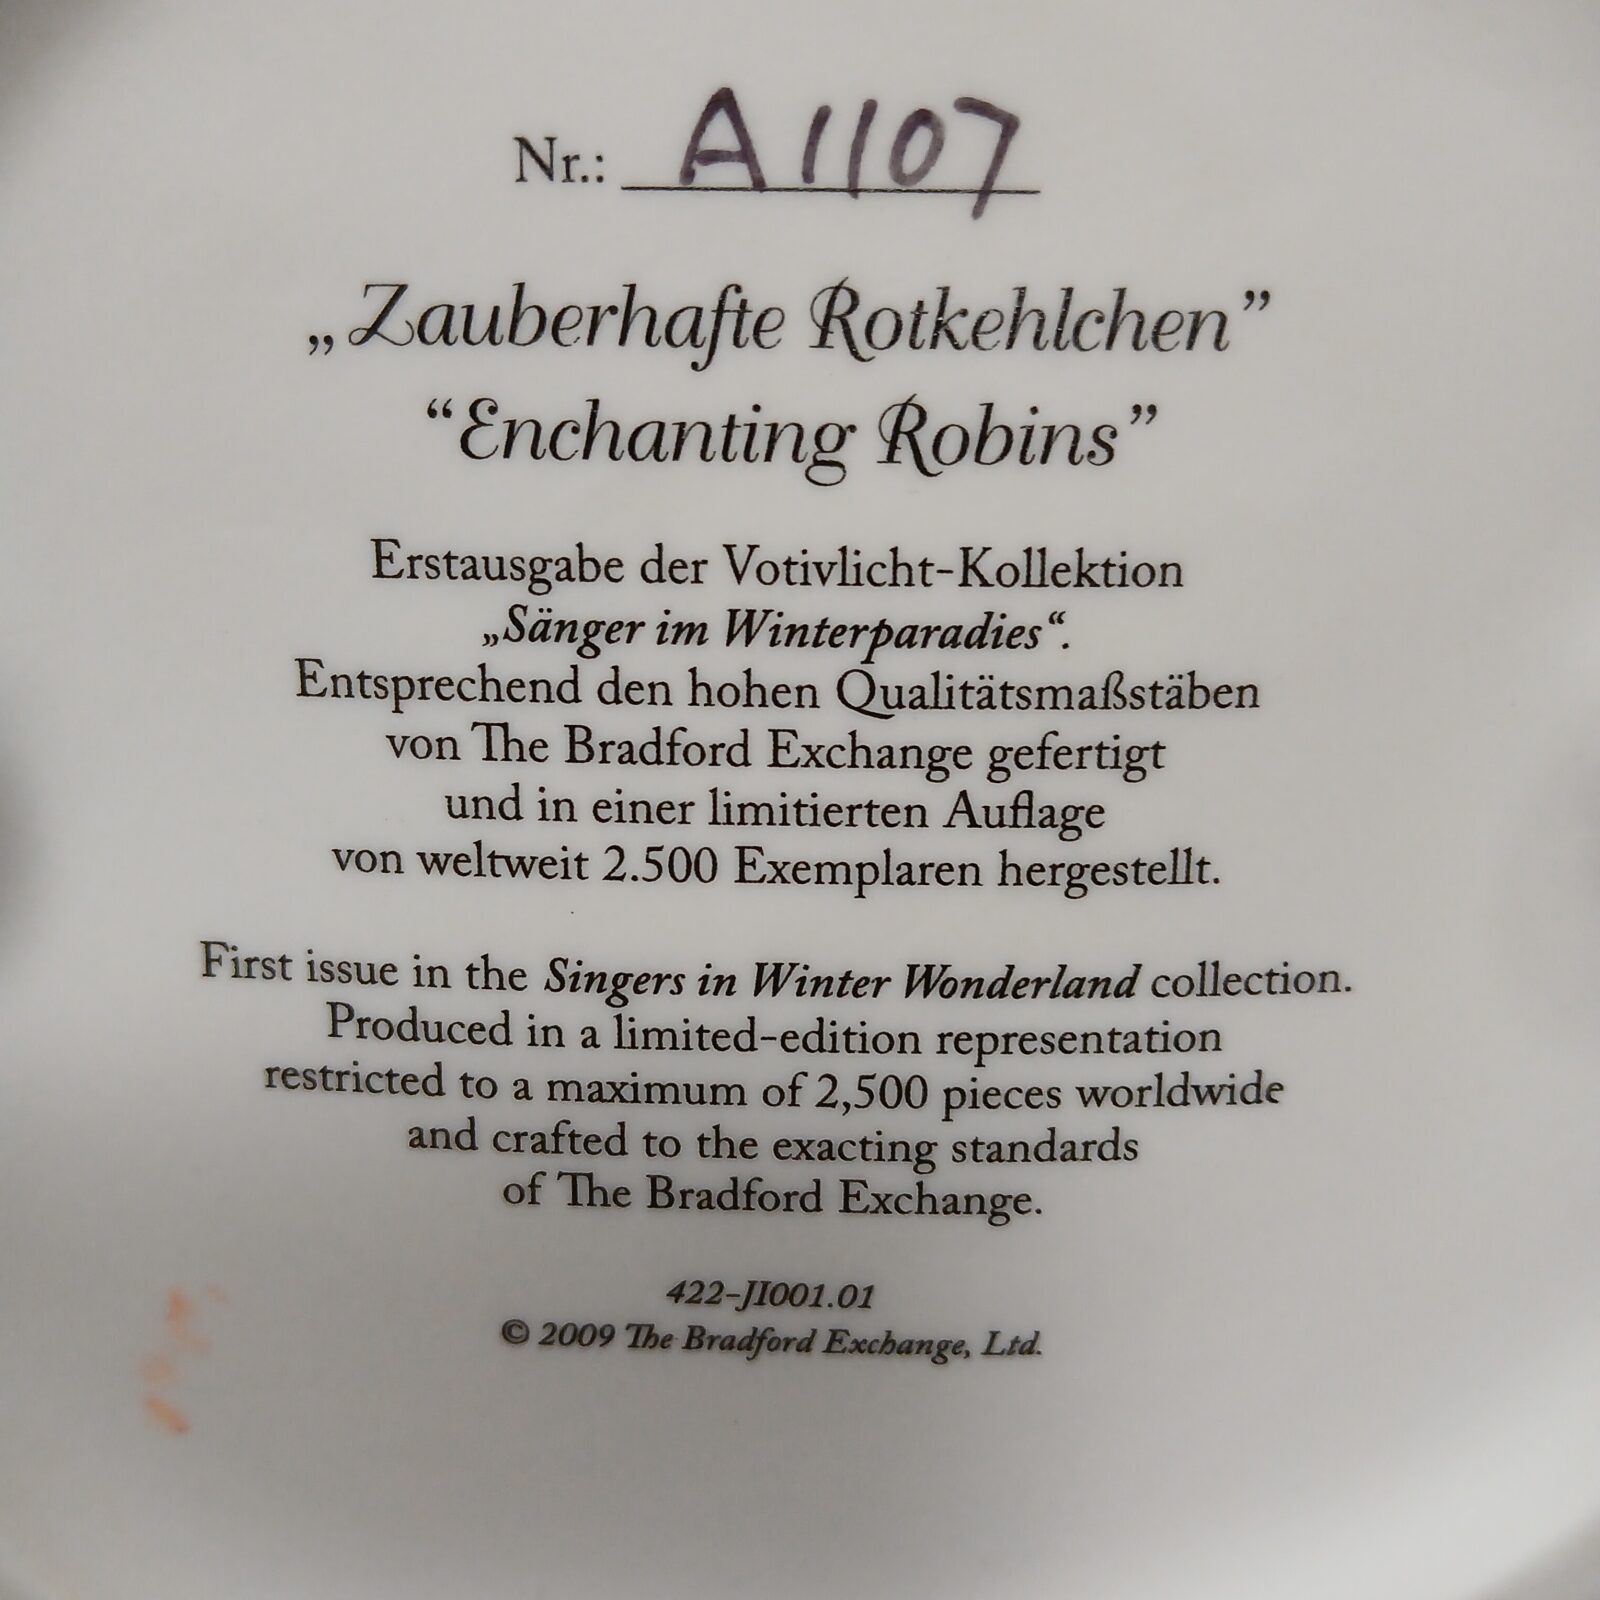 Nr.: A1107
„Zauberhafte Rotkehlchen”
“Enchanting Robins”
Erstausgabe der Votivlicht-Kollektion
„Sänger im Winterparadies“.
Entsprechend den hohen Qualitätsmaßstäben
von The Bradford Exchange gefertigt
und in einer limitierten Auflage
von weltweit 2.500 Exemplaren hergestellt.
First issue in the Singers in Winter Wonderland collection.
Produced in a limited-edition representation
restricted to a maximum of 2,500 pieces worldwide
and crafted to the exacting standards
of The Bradford Exchange.
422-JI001.01
© 2009 The Bradford Exchange, Ltd.